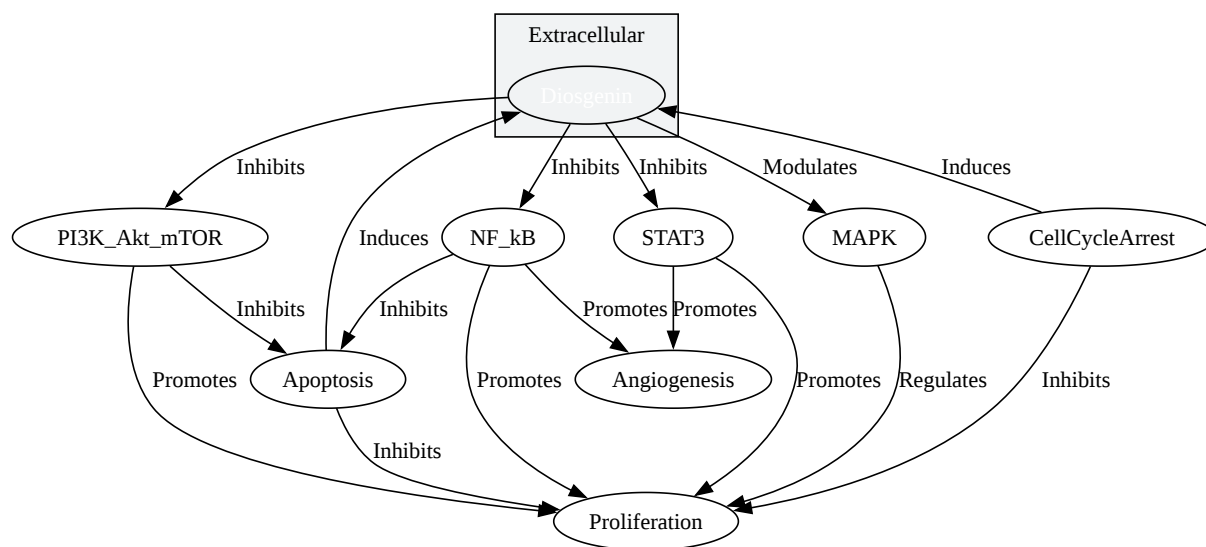 Extracellular
Diosgenin
Inhibits
Inhibits
Inhibits
Modulates
Induces
PI3K_Akt_mTOR
NF_kB
STAT3
MAPK
CellCycleArrest
Induces
Inhibits
Inhibits
Promotes
Promotes
Apoptosis
Angiogenesis
Promotes
Promotes
Promotes
Regulates
Inhibits
Inhibits
Proliferation